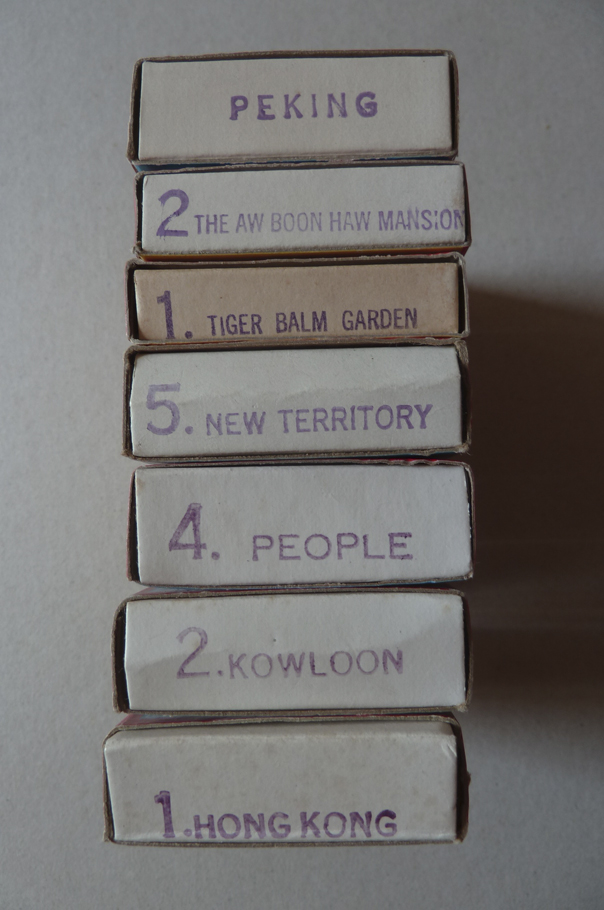 PEKING
2 THE AW BOON HAW MANSION
1. TIGER BALM GARDEN
5. NEW TERRITORY
4. PEOPLE
2. KOWLOON
1. HONG KONG